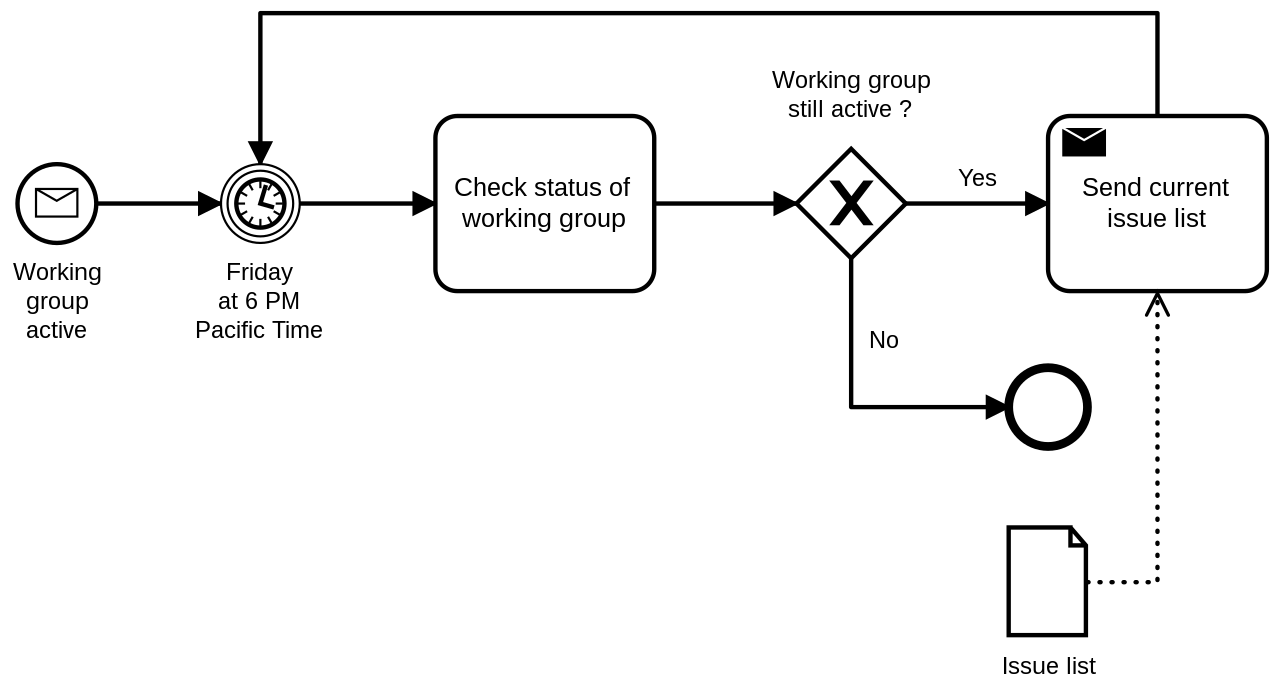 Working group
still active ?
Yes
Check status of
working group
X
Send current
issue list
Working
group
active
Friday
at 6 PM
Pacific Time
No
Issue list